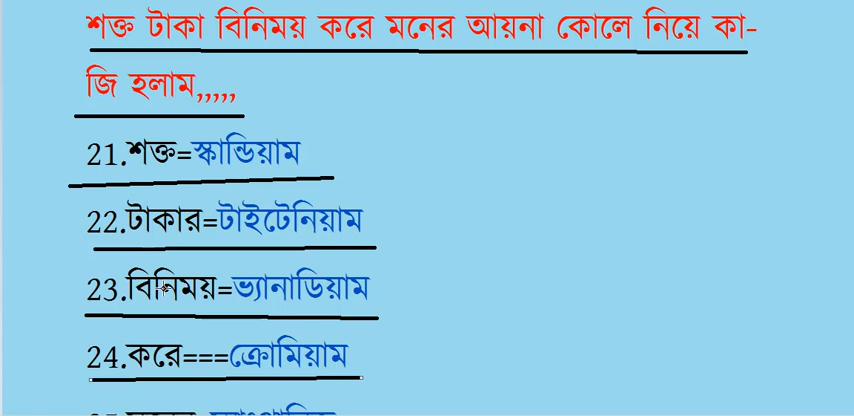 শক্ত টাকা বিনিময় করে মনের আয়না কোলে নিয়ে কা-
জি হলাম,,,,,
21.শক্ত=স্কান্ডিয়াম
22.টাকার=টাইটেনিয়াম
23.বিনিময়=ভ্যানাডিয়াম
24.করে===ক্রোমিয়াম